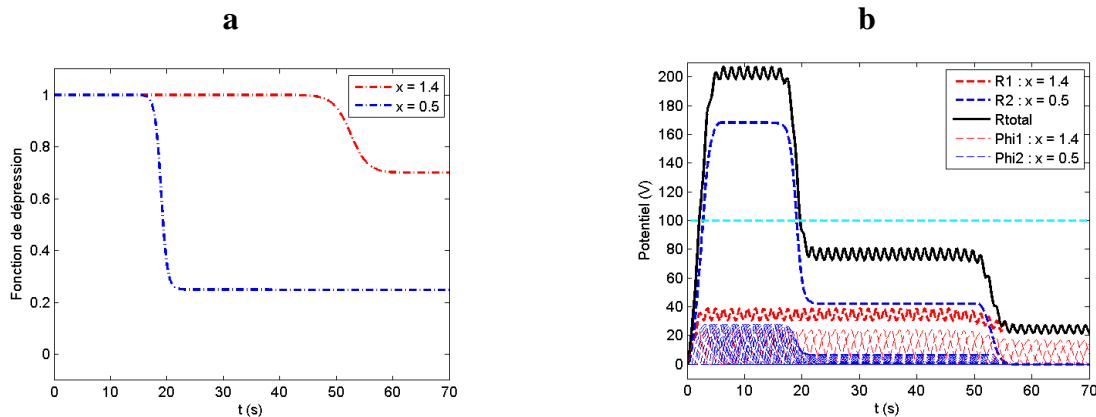 a
1
0.8
0.6
0.4
0.2
0
0 10 20 30 40 50 60 70
Fonction de dépression
t (s)
x = 1.4
x = 0.5
b
200
180
160
140
120
100
80
60
40
20
0
0 10 20 30 40 50 60 70
Potentiel (V)
t (s)
R1 : x = 1.4
R2 : x = 0.5
Rtotal
Phi1 : x = 1.4
Phi2 : x = 0.5